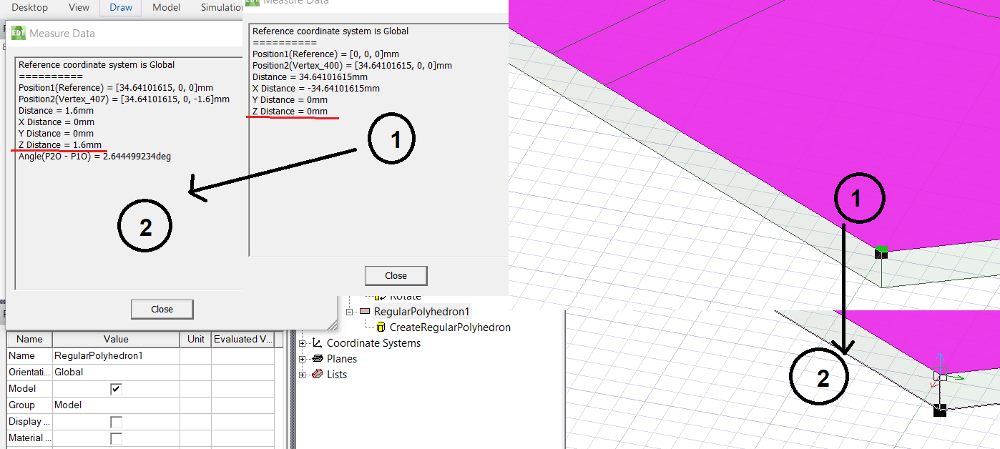 Desktop View Draw Model Simulation
Measure Data
EDT Measure Data
Reference coordinate system is Global
==========
Position1(Reference) = [0, 0, 0]mm
Position2(Vertex_400) = [34.64101615, 0, 0]mm
Distance = 34.64101615mm
X Distance = -34.64101615mm
Y Distance = 0mm
Z Distance = 0mm
1
Close
Reference coordinate system is Global
==========
Position1(Reference) = [34.64101615, 0, 0]mm
Position2(Vertex_407) = [34.64101615, 0, -1.6]mm
Distance = 1.6mm
X Distance = 0mm
Y Distance = 0mm
Z Distance = 1.6mm
Angle(P2O - P1O) = 2.644499234deg
2
Close
1
2
Rotate
RegularPolyhedron1
CreateRegularPolyhedron
Coordinate Systems
Planes
Lists
Name Value Unit Evaluated V...
Name RegularPolyhedron1
Orientati... Global
Model
Group Model
Display ...
Material ...